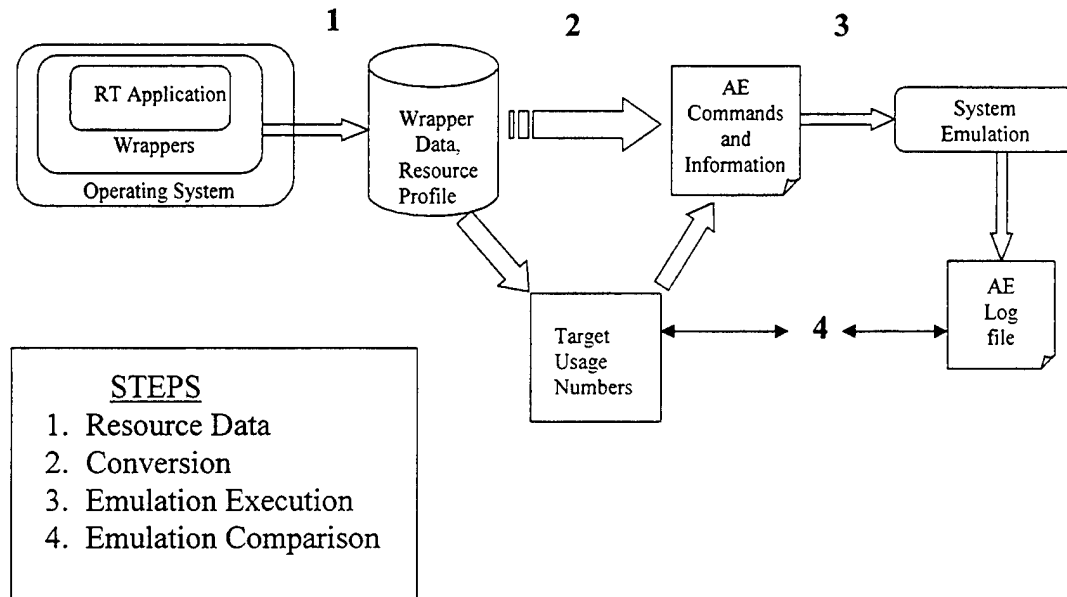 1
2
3
RT Application
Wrappers
Operating System
Wrapper
Data,
Resource
Profile
AE
Commands
and
Information
System
Emulation
Target
Usage
Numbers
4
AE
Log
file
STEPS
1. Resource Data
2. Conversion
3. Emulation Execution
4. Emulation Comparison